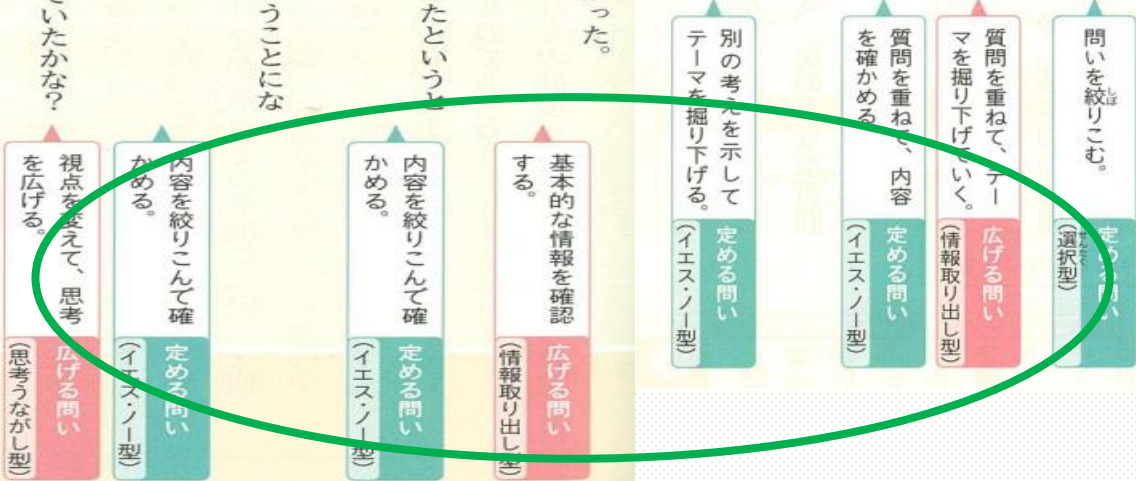 問いを絞りこむ。
しぼ
定める問い
（選択型）
せんたく
質問を重ねて、テー
マを掘り下げていく。
広げる問い
（情報取り出し型）
質問を重ねて、内容
を確かめる。
定める問い
（イエス・ノー型）
別の考えを示して
テーマを掘り下げる。
定める問い
（イエス・ノー型）
った。
基本的な情報を確認
する。
広げる問い
（情報取り出し型）
たというと
内容を絞りこんで確
かめる。
定める問い
（イエス・ノー型）
うことにな
内容を絞りこんで確
かめる。
定める問い
（イエス・ノー型）
いたかな？
視点を変えて、思考
を広げる。
広げる問い
（思考うながし型）